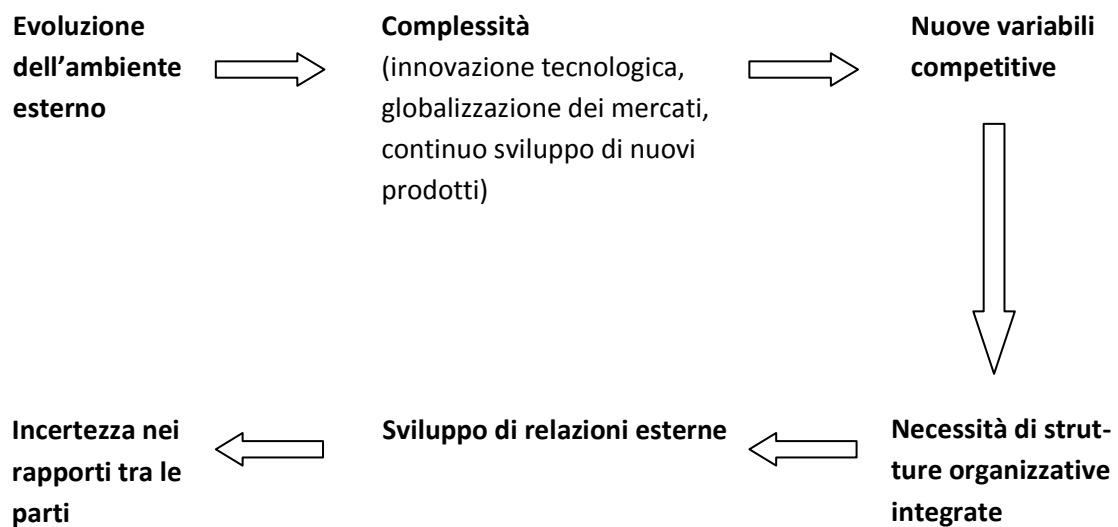 Evoluzione
dell’ambiente
esterno
Complessità
(innovazione tecnologica,
globalizzazione dei mercati,
continuo sviluppo di nuovi
prodotti)
Nuove variabili
competitive
Necessità di strut-
ture organizzative
integrate
Sviluppo di relazioni esterne
Incertezza nei
rapporti tra le
parti